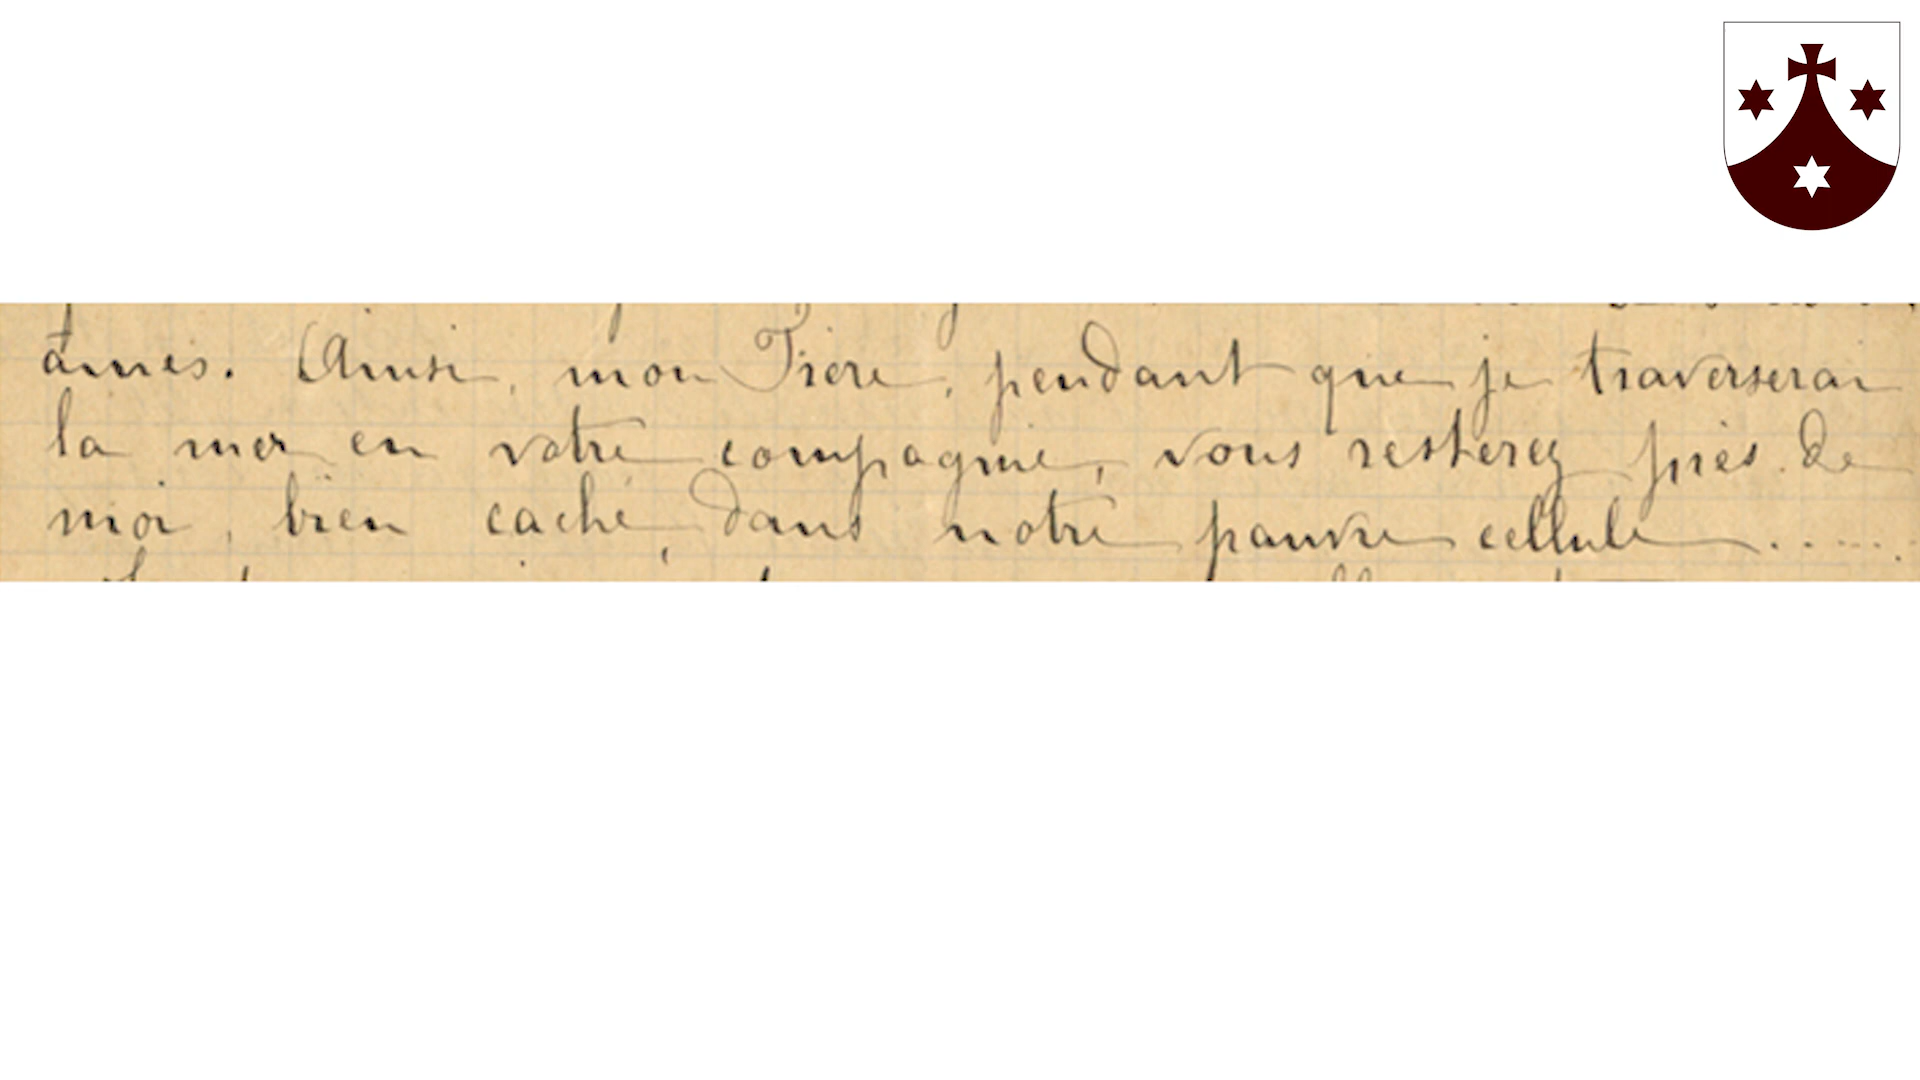 âmes. Ainsi, mon Frère, pendant que je traverserai
la mer en votre compagnie, vous resterez près de
moi, bien caché, dans notre pauvre cellule......